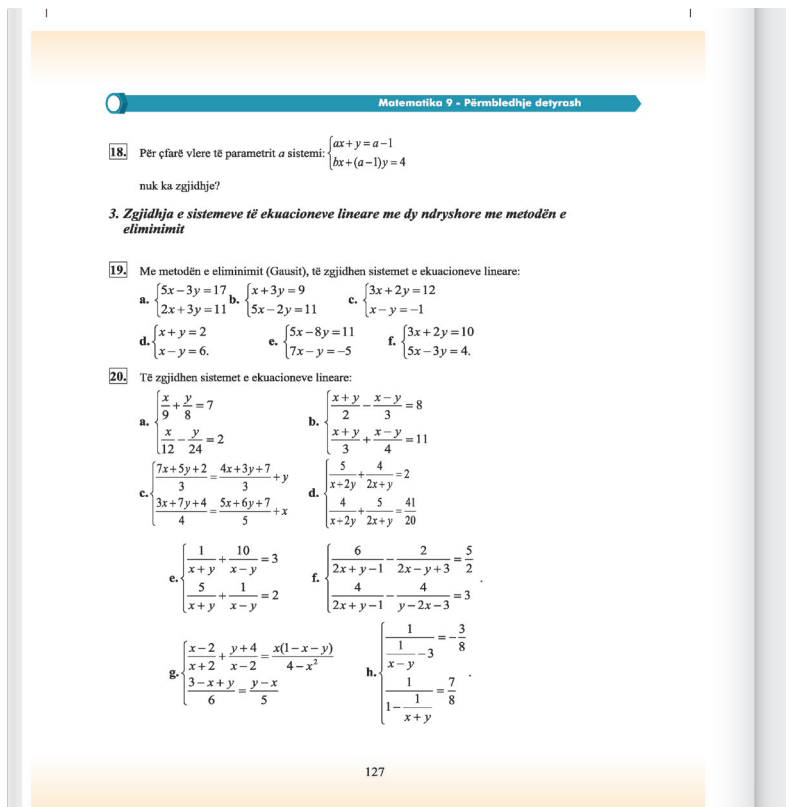 Matematika 9 - Përmbledhje detyrash
18. Për çfarë vlere të parametrit a sistemi: {ax + y = a − 1
{bx + (a − 1)y = 4
nuk ka zgjidhje?
3. Zgjidhja e sistemeve të ekuacioneve lineare me dy ndryshore me metodën e
eliminimit
19. Me metodën e eliminimit (Gausit), të zgjidhen sistemet e ekuacioneve lineare:
a. {5x − 3y = 17
{2x + 3y = 11
b. {x + 3y = 9
{5x − 2y = 11
c. {3x + 2y = 12
{x − y = −1
d. {x + y = 2
{x − y = 6.
e. {5x − 8y = 11
{7x − y = −5
f. {3x + 2y = 10
{5x − 3y = 4.
20. Të zgjidhen sistemet e ekuacioneve lineare:
a. {x/9 + y/8 = 7
{x/12 − y/24 = 2
b. {(x + y)/2 − (x − y)/3 = 8
{(x + y)/3 + (x − y)/4 = 11
c. {(7x + 5y + 2)/3 = (4x + 3y + 7)/3 + y
{(3x + 7y + 4)/4 = (5x + 6y + 7)/5 + x
d. {5/(x + 2y) + 4/(2x + y) = 2
{4/(x + 2y) + 5/(2x + y) = 41/20
e. {1/(x + y) + 10/(x − y) = 3
{5/(x + y) + 1/(x − y) = 2
f. {6/(2x + y − 1) − 2/(2x − y + 3) = 5/2
{4/(2x + y − 1) − 4/(y − 2x − 3) = 3 .
g. {(x − 2)/(x + 2) + (y + 4)/(x − 2) = x(1 − x − y)/(4 − x²)
{(3 − x + y)/6 = (y − x)/5
h. {1/(1/(x − y) − 3) = −3/8
{1/(1 − 1/(x + y)) = 7/8 .
127